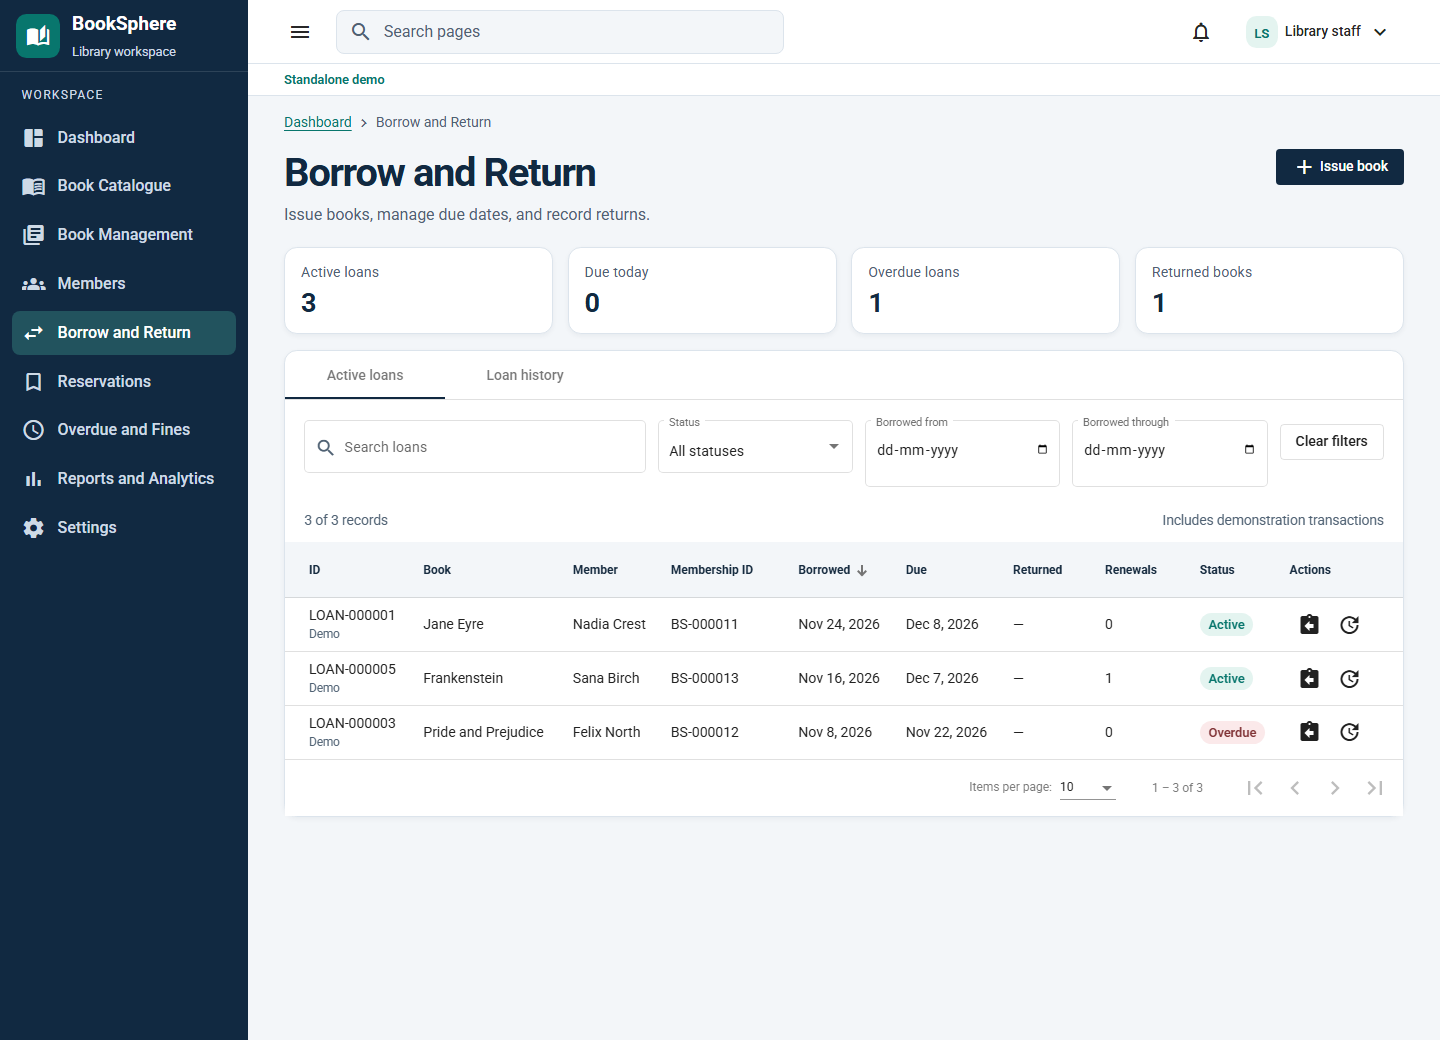 BookSphere
Library workspace
WORKSPACE
Dashboard
Book Catalogue
Book Management
Members
Borrow and Return
Reservations
Overdue and Fines
Reports and Analytics
Settings
Search pages
LS Library staff
Standalone demo
Dashboard > Borrow and Return
Borrow and Return
Issue books, manage due dates, and record returns.
+ Issue book
Active loans
3
Due today
0
Overdue loans
1
Returned books
1
Active loans Loan history
Search loans
Status
All statuses
Borrowed from
dd-mm-yyyy
Borrowed through
dd-mm-yyyy
Clear filters
3 of 3 records Includes demonstration transactions
ID Book Member Membership ID Borrowed Due Returned Renewals Status Actions
LOAN-000001 Jane Eyre Nadia Crest BS-000011 Nov 24, 2026 Dec 8, 2026 — 0 Active
Demo
LOAN-000005 Frankenstein Sana Birch BS-000013 Nov 16, 2026 Dec 7, 2026 — 1 Active
Demo
LOAN-000003 Pride and Prejudice Felix North BS-000012 Nov 8, 2026 Nov 22, 2026 — 0 Overdue
Demo
Items per page: 10 1 – 3 of 3